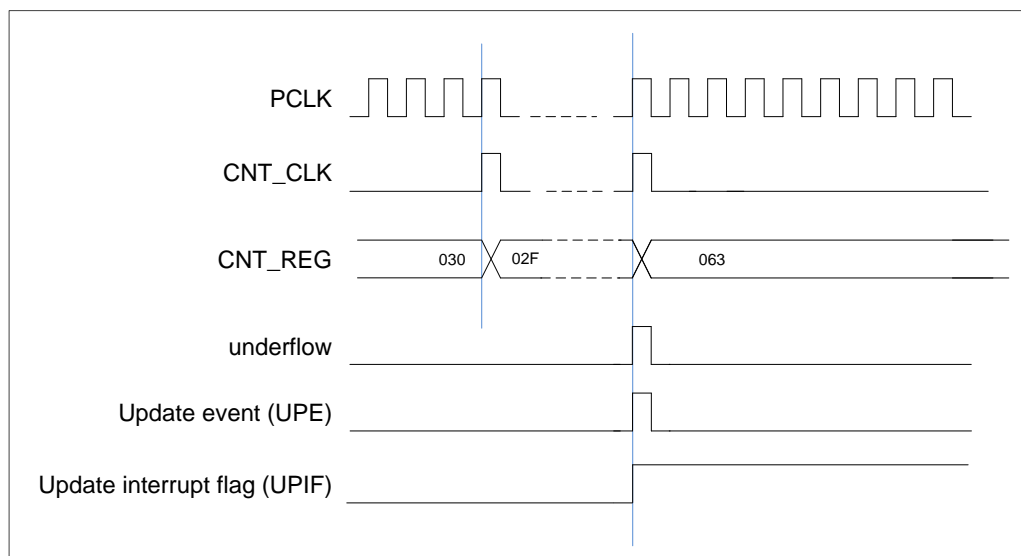 PCLK
CNT_CLK
CNT_REG 030 02F 063
underflow
Update event (UPE)
Update interrupt flag (UPIF)